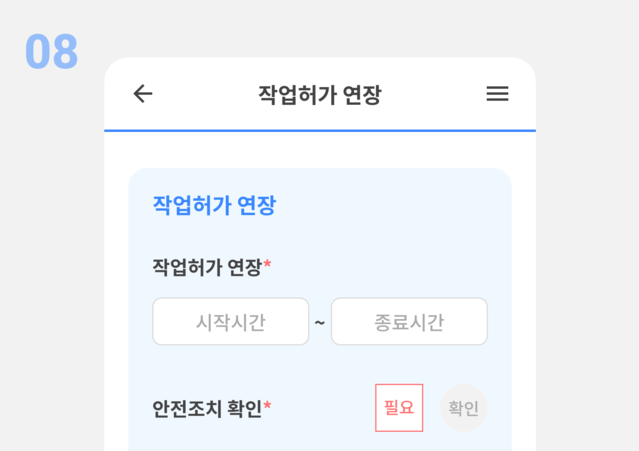 08
작업허가 연장
작업허가 연장
작업허가 연장*
시작시간 ~ 종료시간
안전조치 확인* 필요 확인